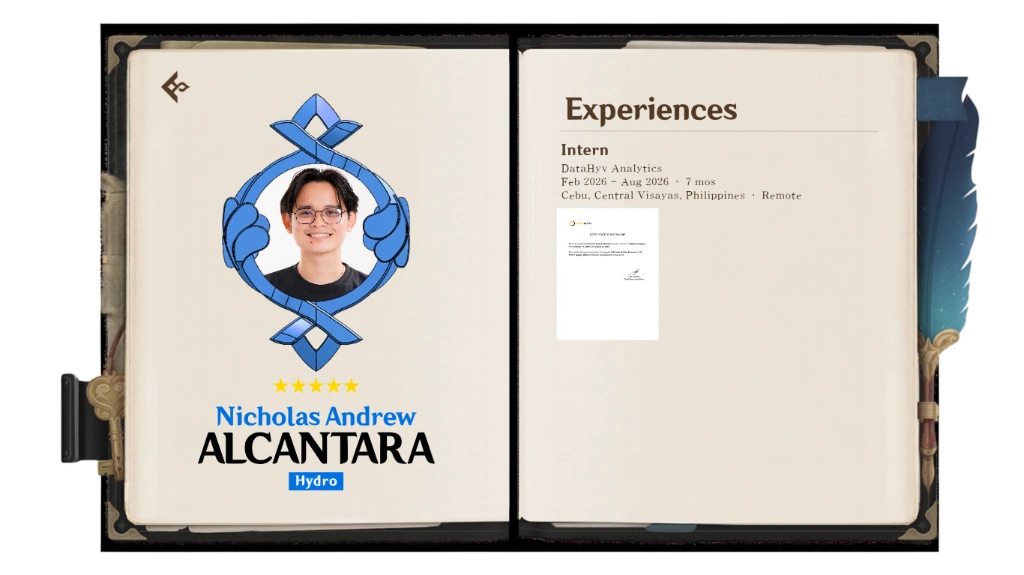 Nicholas Andrew
ALCANTARA
Hydro
Experiences
Intern
DataHyv Analytics
Feb 2026 – Aug 2026 · 7 mos
Cebu, Central Visayas, Philippines · Remote